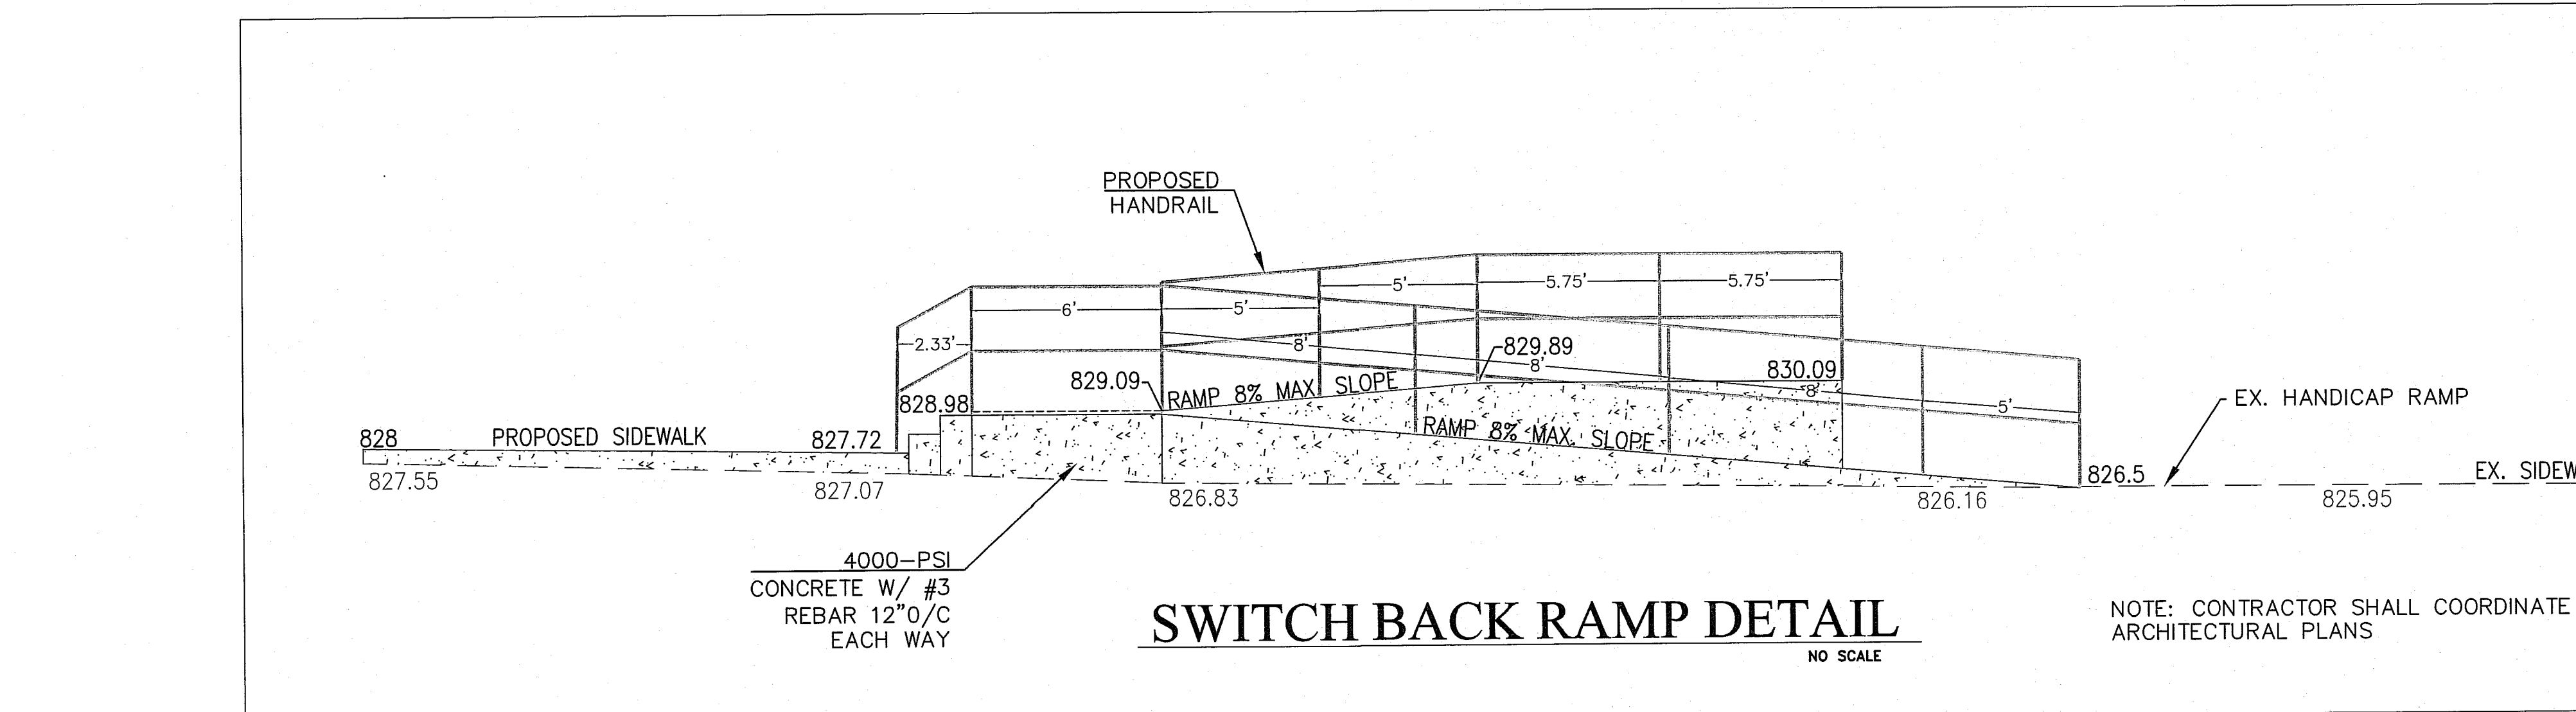 PROPOSED
HANDRAIL
2.33'
6'
5'
5'
5.75'
5.75'
8'
8'
8'
5'
829.89
830.09
829.09
828.98
RAMP 8% MAX SLOPE
RAMP 8% MAX. SLOPE
828
PROPOSED SIDEWALK
827.72
827.55
827.07
826.83
826.16
826.5
825.95
EX. HANDICAP RAMP
EX. SIDEW
4000-PSI
CONCRETE W/ #3
REBAR 12"O/C
EACH WAY
SWITCH BACK RAMP DETAIL
NO SCALE
NOTE: CONTRACTOR SHALL COORDINATE
ARCHITECTURAL PLANS